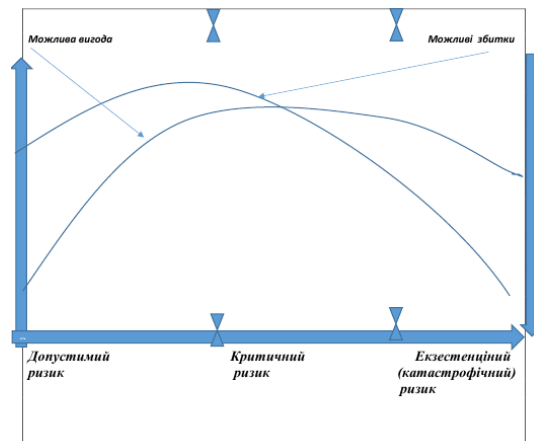 Можлива вигода
Можливі збитки
Допустимий
ризик
Критичний
ризик
Екзестенціний
(катастрофічний)
ризик